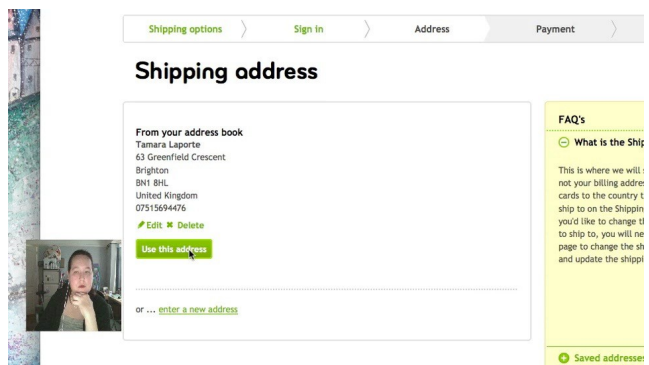 Shipping options
Sign in
Address
Payment
Shipping address
From your address book
Tamara Laporte
63 Greenfield Crescent
Brighton
BN1 8HL
United Kingdom
07515694476
Edit ✖ Delete
Use this address
or ... enter a new address
FAQ's
What is the Ship
This is where we will
not your billing addre
cards to the country t
ship to on the Shippin
you'd like to change th
to ship to, you will ne
page to change the sh
and update the shippi
Saved addresses